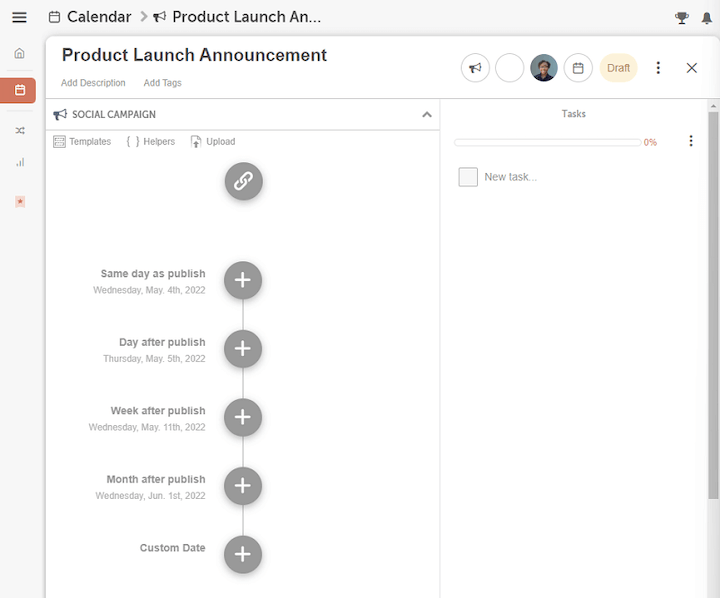 Calendar
Product Launch An...
Product Launch Announcement
Add Description Add Tags
Draft
SOCIAL CAMPAIGN
Templates { } Helpers Upload
Tasks
0%
New task...
Same day as publish
Wednesday, May. 4th, 2022
Day after publish
Thursday, May. 5th, 2022
Week after publish
Wednesday, May. 11th, 2022
Month after publish
Wednesday, Jun. 1st, 2022
Custom Date